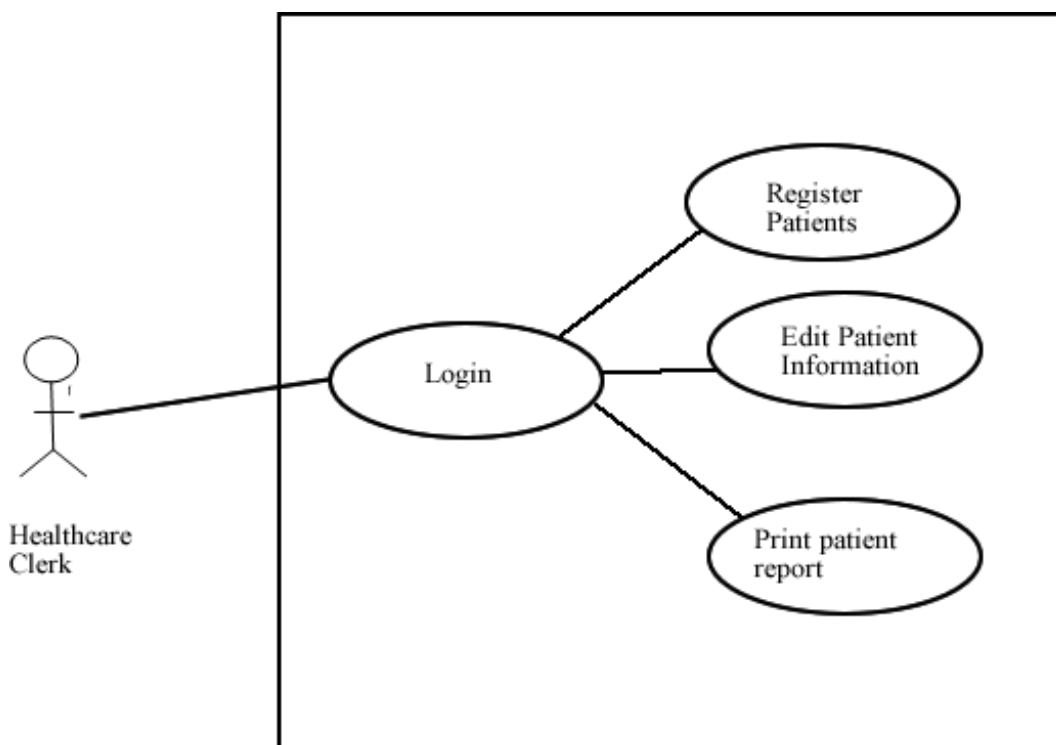 Register
Patients
Edit Patient
Information
Login
Healthcare
Clerk
Print patient
report